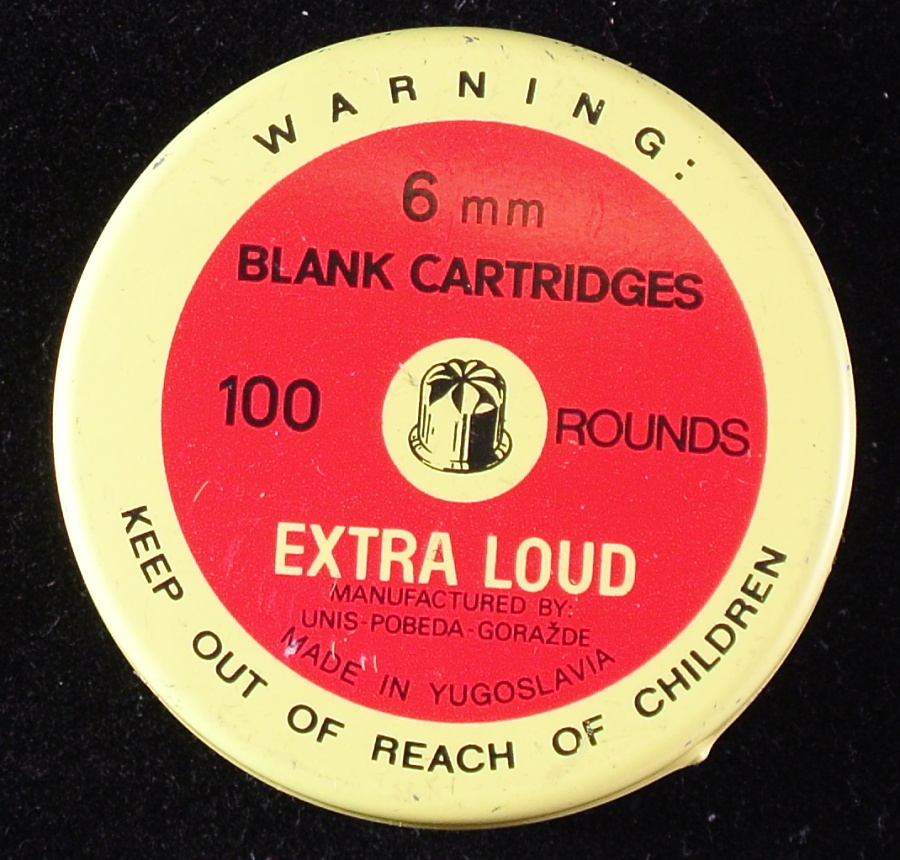 WARNING:
6 mm
BLANK CARTRIDGES
100 ROUNDS
EXTRA LOUD
MANUFACTURED BY:
UNIS-POBEDA-GORAŽDE
MADE IN YUGOSLAVIA
KEEP OUT OF REACH OF CHILDREN